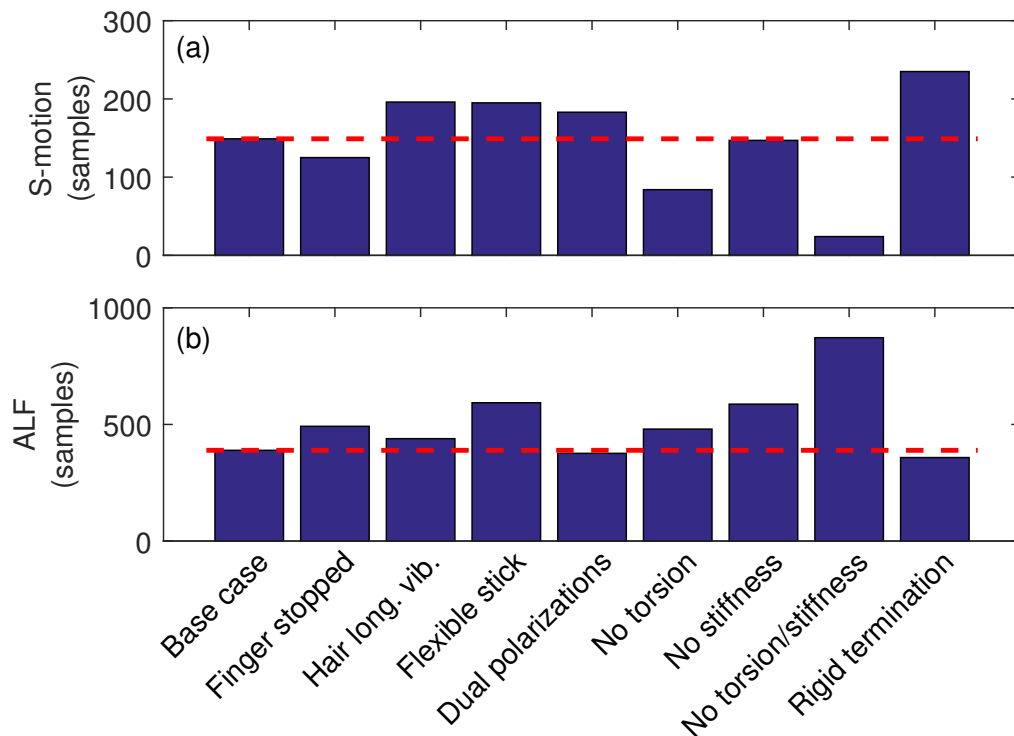 300
(a)
200
100
0
S-motion
(samples)
1000
(b)
500
0
ALF
(samples)
Base case
Finger stopped
Hair long. vib.
Flexible stick
Dual polarizations
No torsion
No stiffness
No torsion/stiffness
Rigid termination